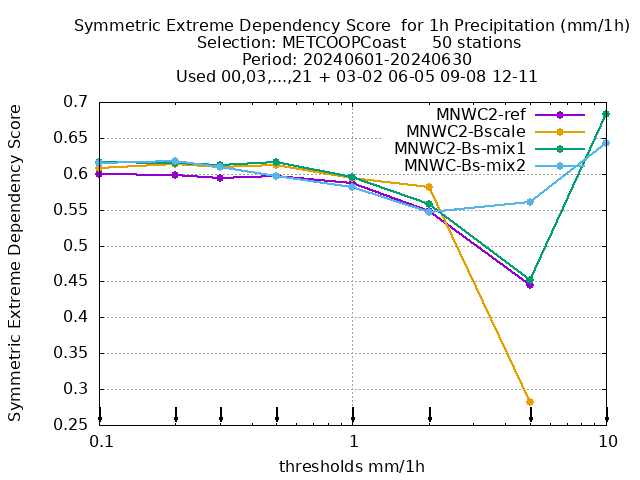 Symmetric Extreme Dependency Score  for 1h Precipitation (mm/1h)
Selection: METCOOPCoast     50 stations
Period: 20240601-20240630
Used 00,03,...,21 + 03-02 06-05 09-08 12-11
Symmetric Extreme Dependency Score
0.7
0.65
0.6
0.55
0.5
0.45
0.4
0.35
0.3
0.25
MNWC2-ref
MNWC2-Bscale
MNWC2-Bs-mix1
MNWC-Bs-mix2
0.1
1
10
thresholds mm/1h